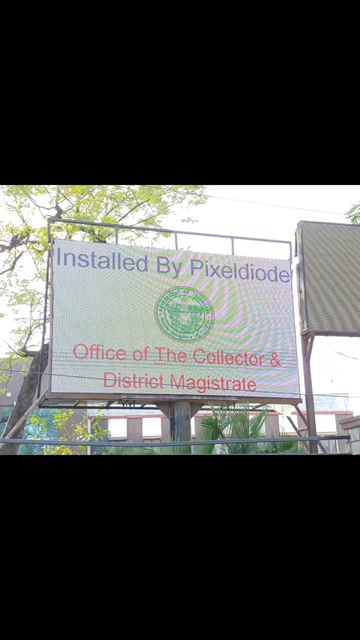 Installed By Pixeldiode
Office of The Collector &
District Magistrate